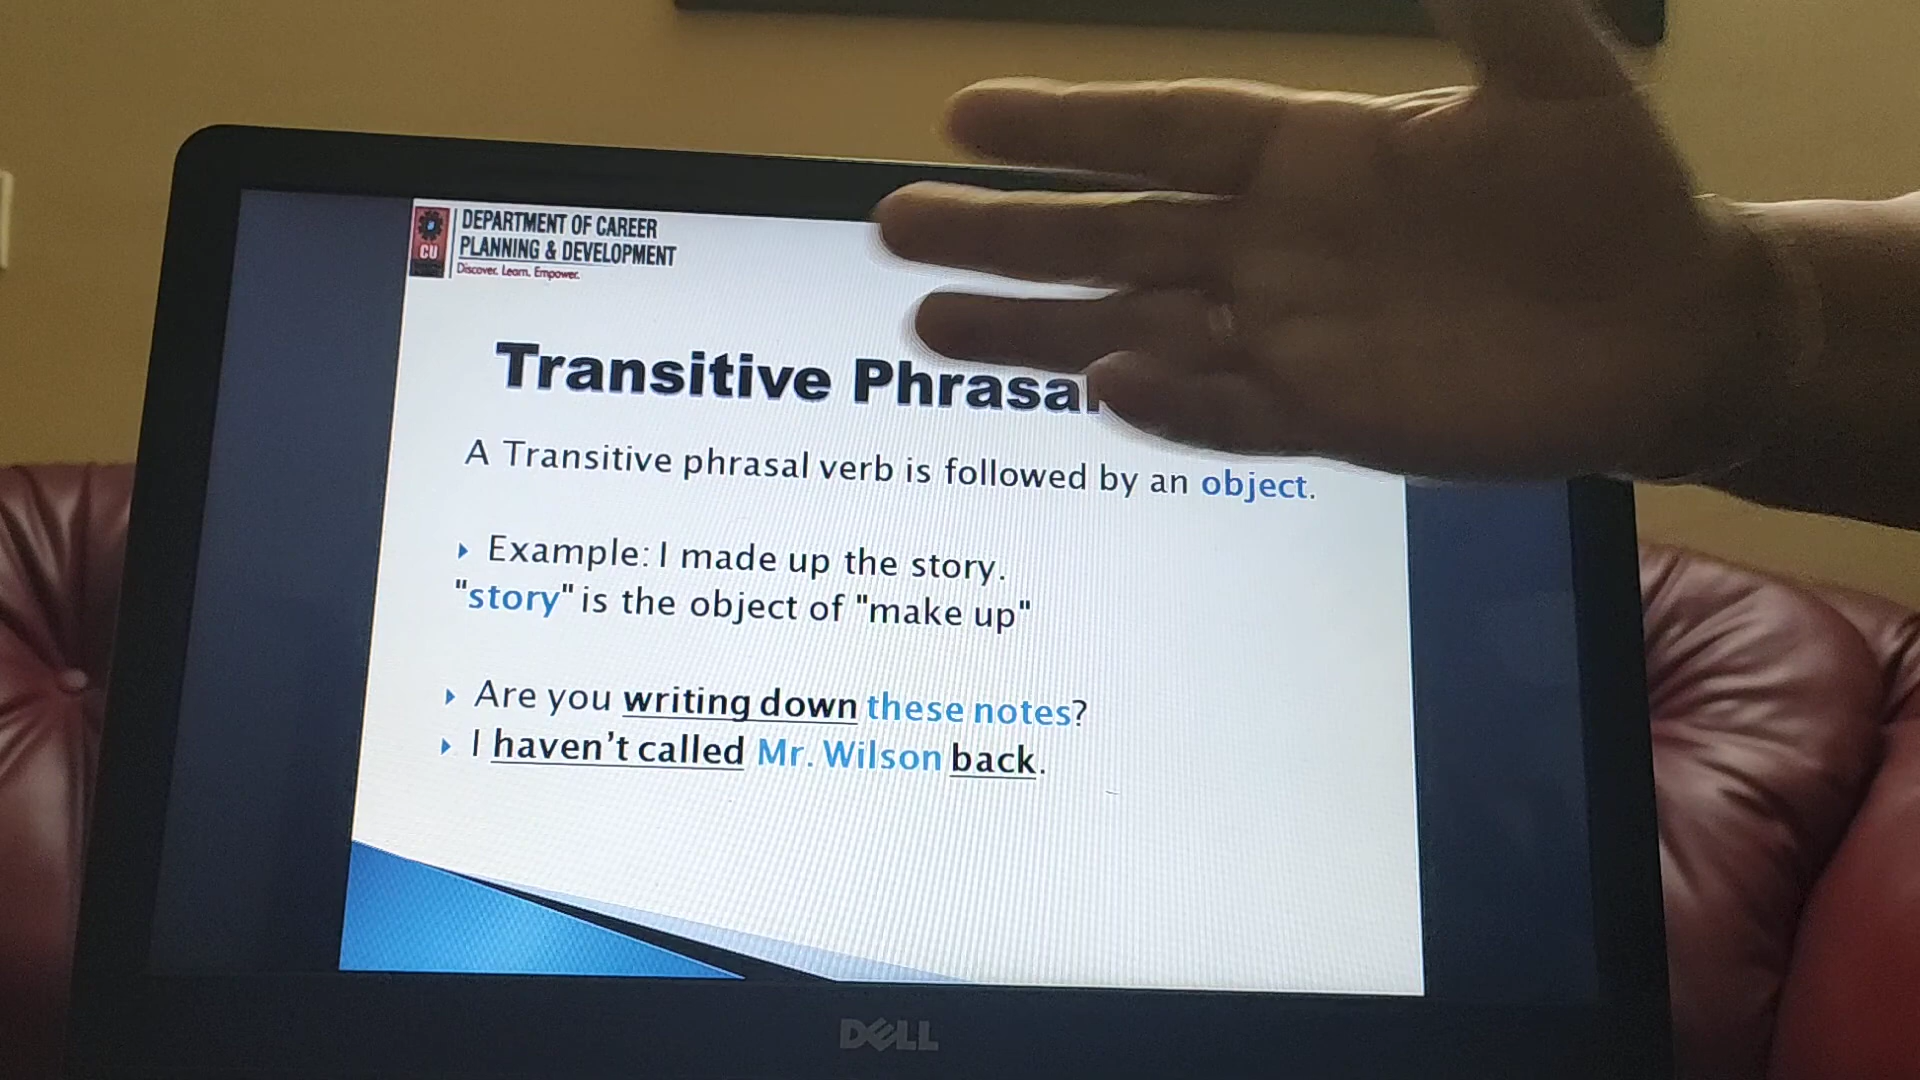 DEPARTMENT OF CAREER
PLANNING & DEVELOPMENT
CU
Discover. Learn. Empower.
Transitive
A Transitive phrasal verb is followed by an object.
Example: I made up the story.
"story" is the object of "make up"
Are you writing down these notes?
I haven't called Mr. Wilson back.
DELL